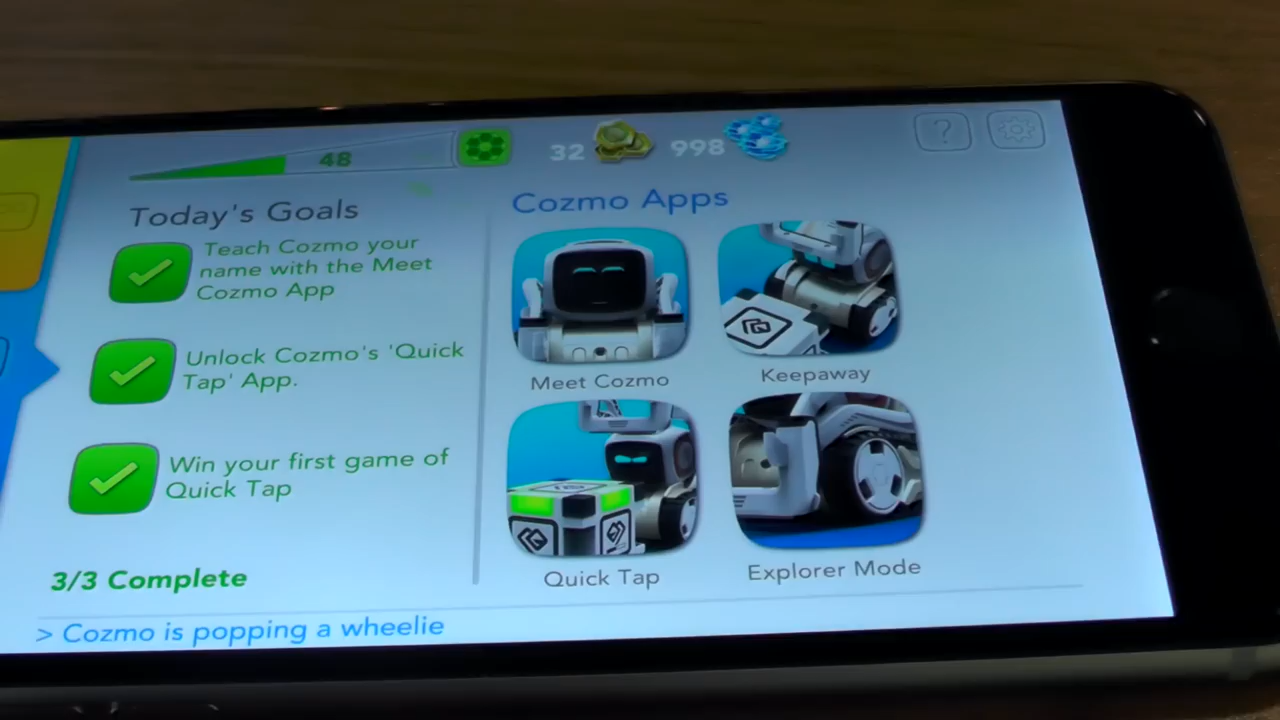 48
32
998
?
Today's Goals
Teach Cozmo your
name with the Meet
Cozmo App
Unlock Cozmo's 'Quick
Tap' App.
Win your first game of
Quick Tap
3/3 Complete
Cozmo Apps
Meet Cozmo
Keepaway
Quick Tap
Explorer Mode
> Cozmo is popping a wheelie